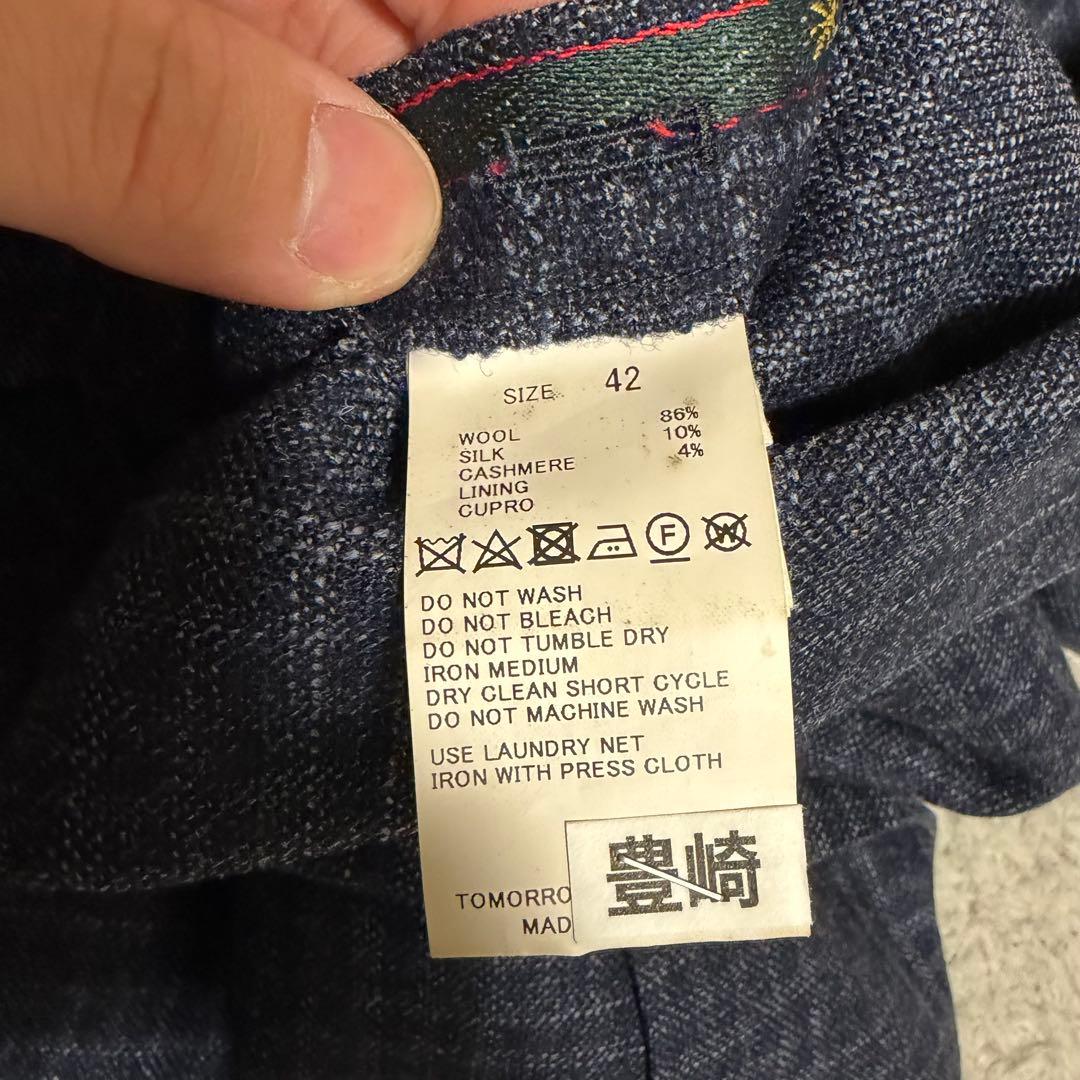 SIZE 42
WOOL 86%
SILK 10%
CASHMERE 4%
LINING
CUPRO
F W
DO NOT WASH
DO NOT BLEACH
DO NOT TUMBLE DRY
IRON MEDIUM
DRY CLEAN SHORT CYCLE
DO NOT MACHINE WASH
USE LAUNDRY NET
IRON WITH PRESS CLOTH
TOMORRO
MAD
豊崎